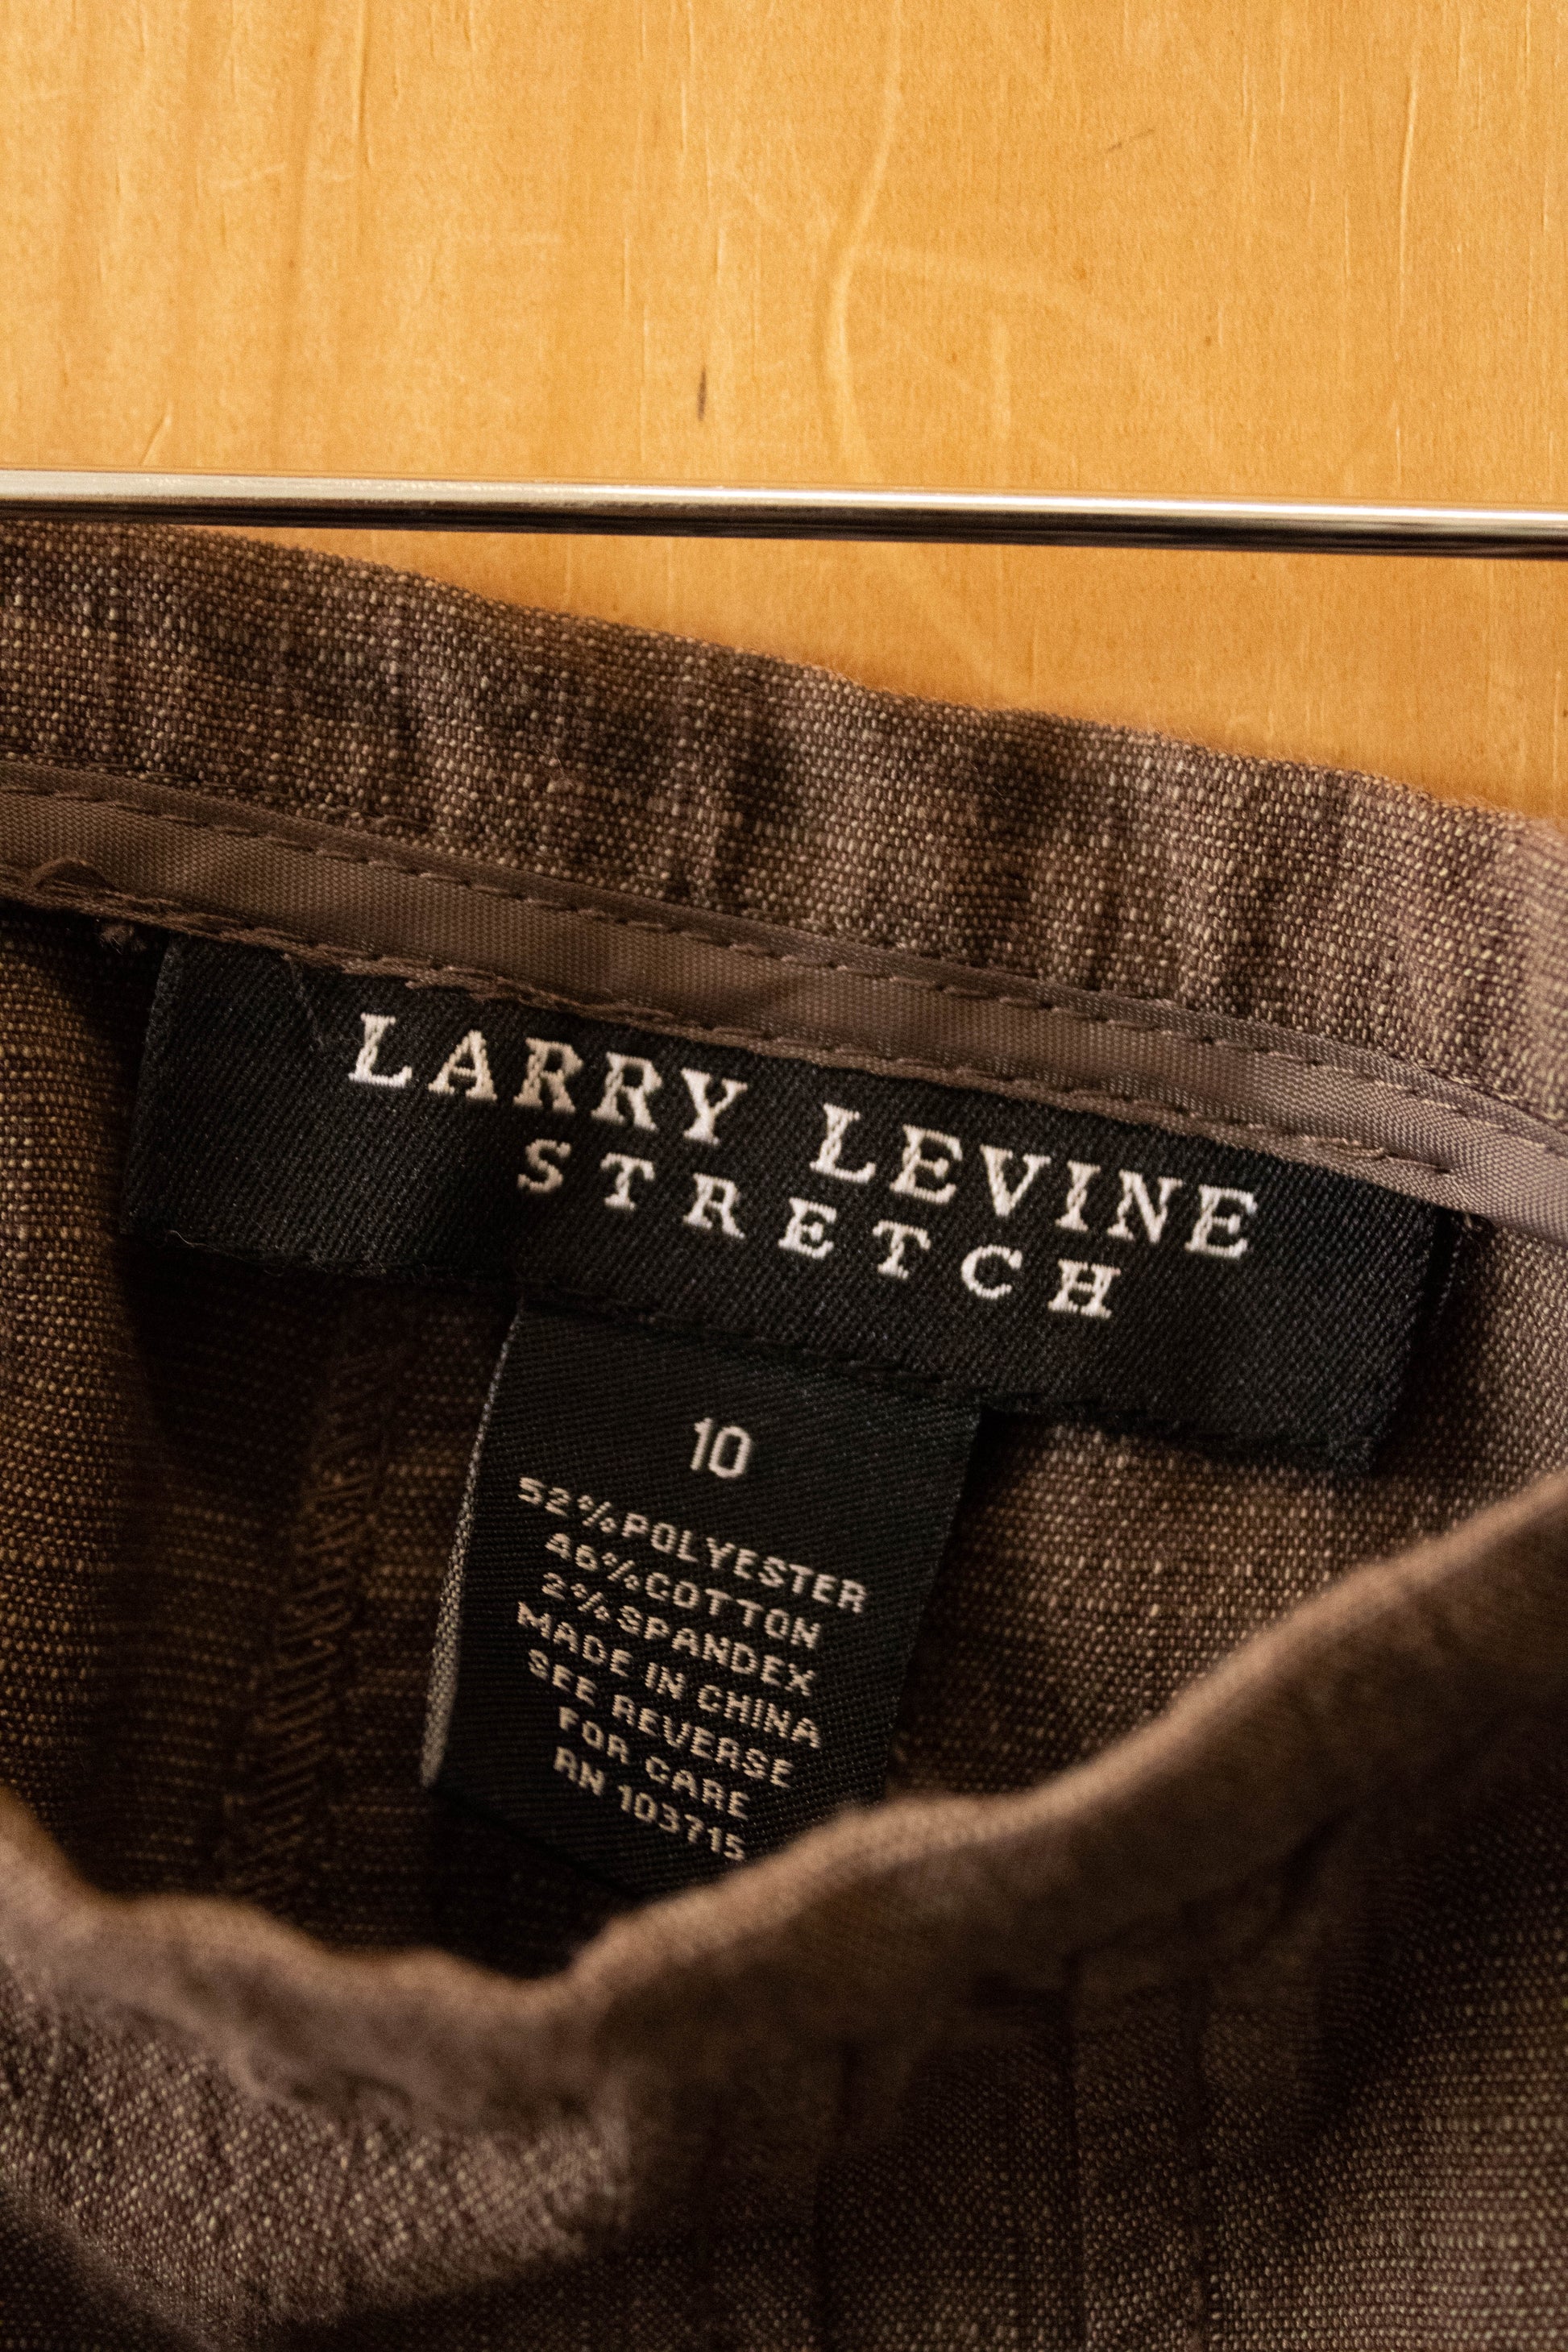 LARRY LEVINE
STRETCH
10
52%POLYESTER
46%COTTON
2%SPANDEX
MADE IN CHINA
SEE REVERSE
FOR CARE
RN 103715